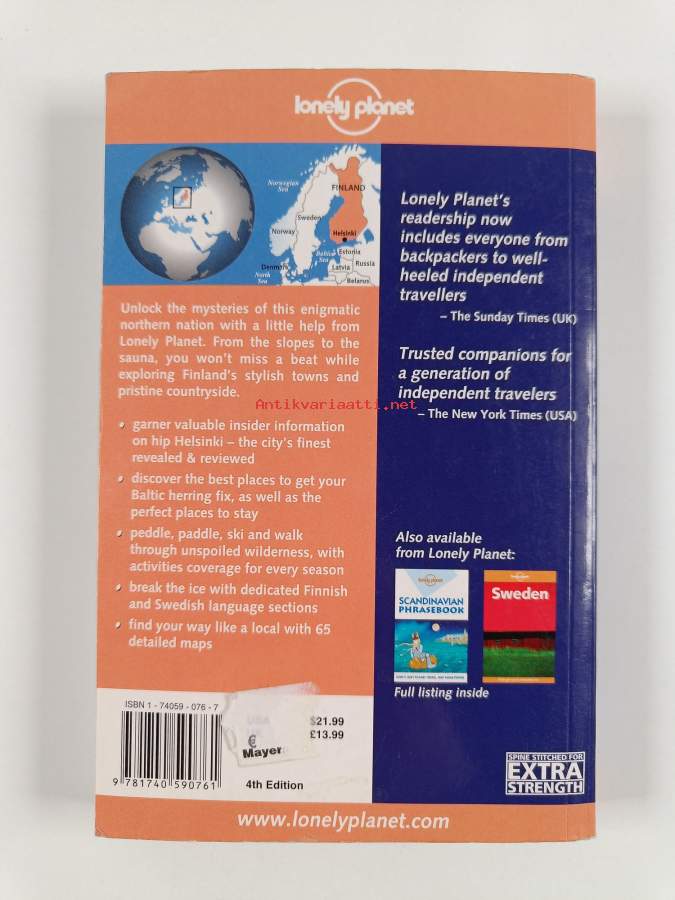 lonely planet
Norwegian
Sea
FINLAND
Sweden
Norway
Helsinki
Baltic
Sea
Estonia
Denmark
Latvia
Russia
North
Sea
Belarus
Unlock the mysteries of this enigmatic
northern nation with a little help from
Lonely Planet. From the slopes to the
sauna, you won't miss a beat while
exploring Finland's stylish towns and
pristine countryside.
• garner valuable insider information
on hip Helsinki – the city's finest
revealed & reviewed
• discover the best places to get your
Baltic herring fix, as well as the
perfect places to stay
• peddle, paddle, ski and walk
through unspoiled wilderness, with
activities coverage for every season
• break the ice with dedicated Finnish
and Swedish language sections
• find your way like a local with 65
detailed maps
Lonely Planet's
readership now
includes everyone from
backpackers to well-
heeled independent
travellers
– The Sunday Times (UK)
Trusted companions for
a generation of
independent travelers
– The New York Times (USA)
Antikvariaatti.net
Also available
from Lonely Planet:
lonely planet
SCANDINAVIAN
PHRASEBOOK
Sweden
Full listing inside
ISBN 1 - 74059 - 076 - 7
9 781740 590761
USA $21.99
£13.99
€
Mayer
4th Edition
SPINE STITCHED FOR
EXTRA
STRENGTH
www.lonelyplanet.com